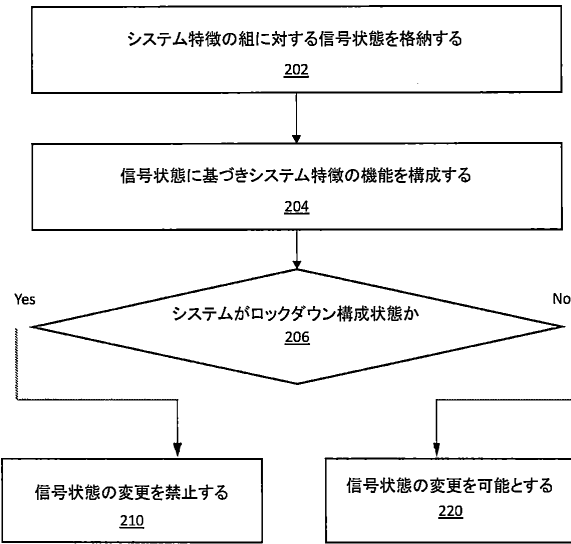 システム特徴の組に対する信号状態を格納する
202
信号状態に基づきシステム特徴の機能を構成する
204
Yes
No
システムがロックダウン構成状態か
206
信号状態の変更を禁止する
210
信号状態の変更を可能とする
220